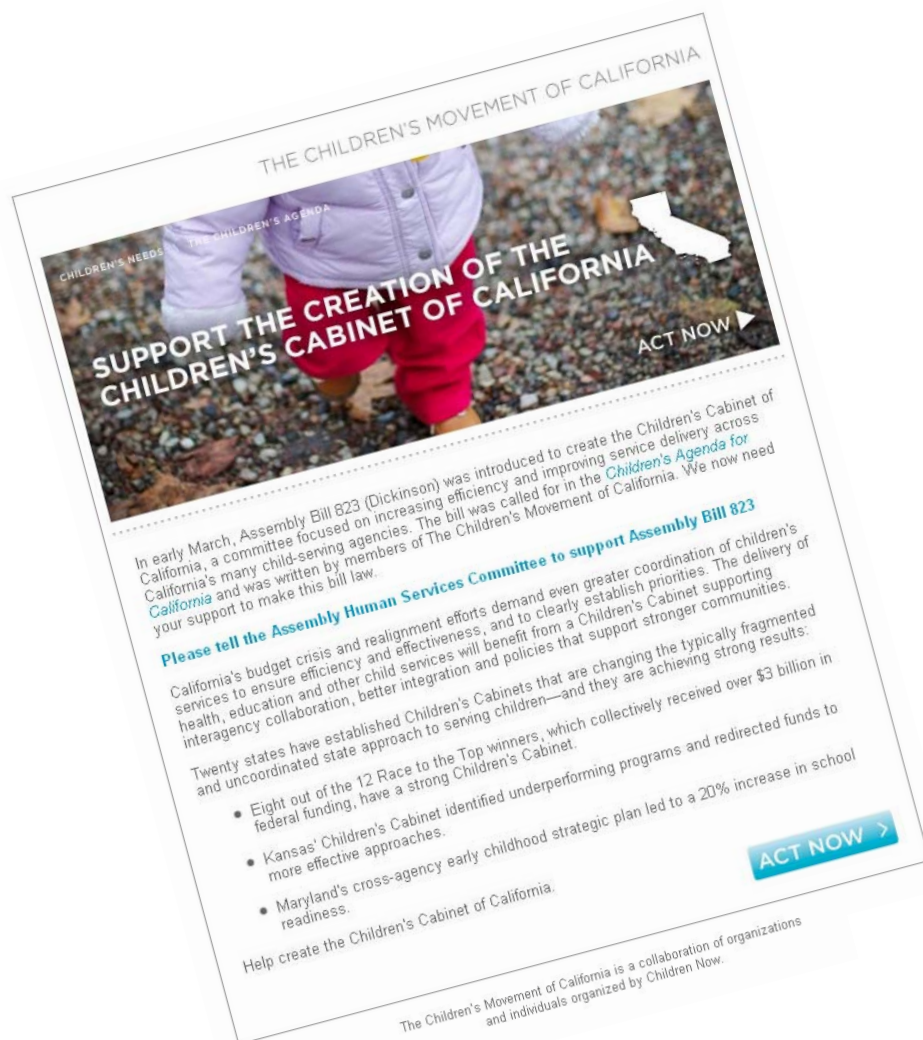 THE CHILDREN'S MOVEMENT OF CALIFORNIA
CHILDREN'S NEEDS THE CHILDREN'S AGENDA
SUPPORT THE CREATION OF THE
CHILDREN'S CABINET OF CALIFORNIA
ACT NOW
In early March, Assembly Bill 823 (Dickinson) was introduced to create the Children's Cabinet of
California, a committee focused on increasing efficiency and improving service delivery across
California's many child-serving agencies. The bill was called for in the Children's Agenda for
California and was written by members of The Children's Movement of California. We now need
your support to make this bill law.
Please tell the Assembly Human Services Committee to support Assembly Bill 823
California's budget crisis and realignment efforts demand even greater coordination of children's
services to ensure efficiency and effectiveness, and to clearly establish priorities. The delivery of
health, education and other child services will benefit from a Children's Cabinet supporting
interagency collaboration, better integration and policies that support stronger communities.
Twenty states have established Children's Cabinets that are changing the typically fragmented
and uncoordinated state approach to serving children—and they are achieving strong results:
• Eight out of the 12 Race to the Top winners, which collectively received over $3 billion in
federal funding, have a strong Children's Cabinet.
• Kansas' Children's Cabinet identified underperforming programs and redirected funds to
more effective approaches.
• Maryland's cross-agency early childhood strategic plan led to a 20% increase in school
readiness.
ACT NOW >
Help create the Children's Cabinet of California.
The Children's Movement of California is a collaboration of organizations
and individuals organized by Children Now.